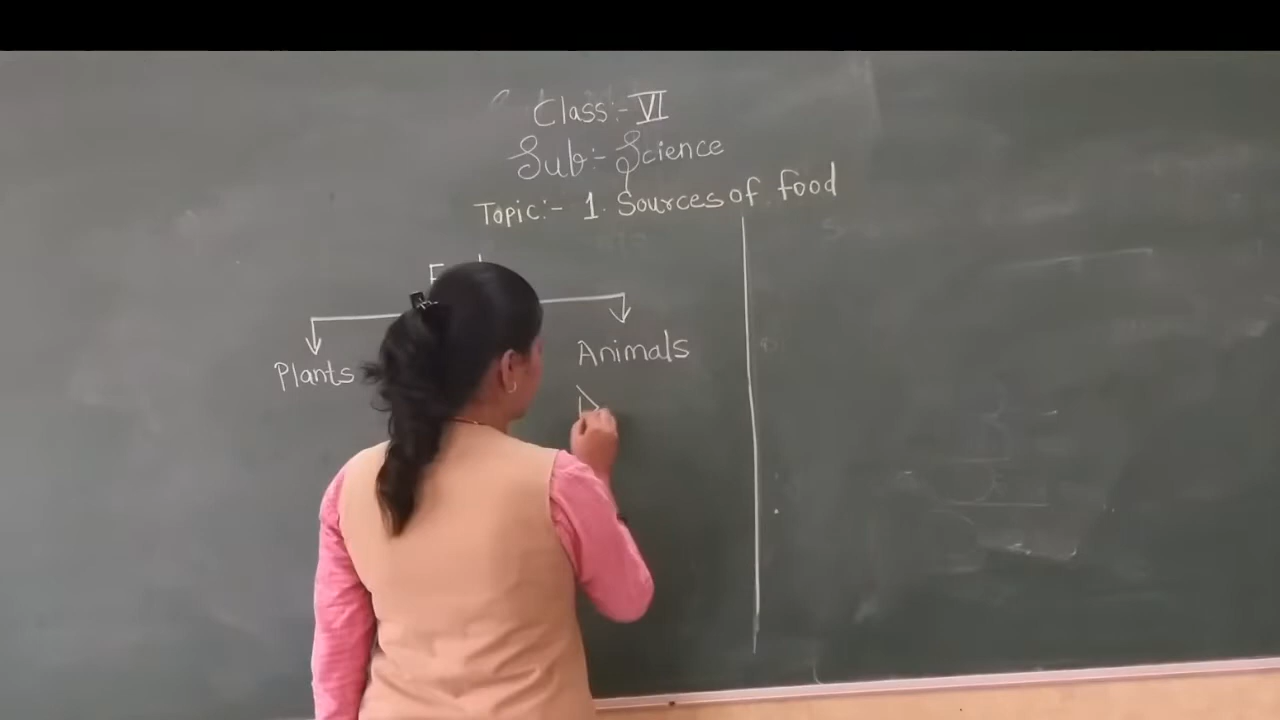 Class:- VI
Sub:- Science
Topic:- 1. Sources of food
Plants
Animals